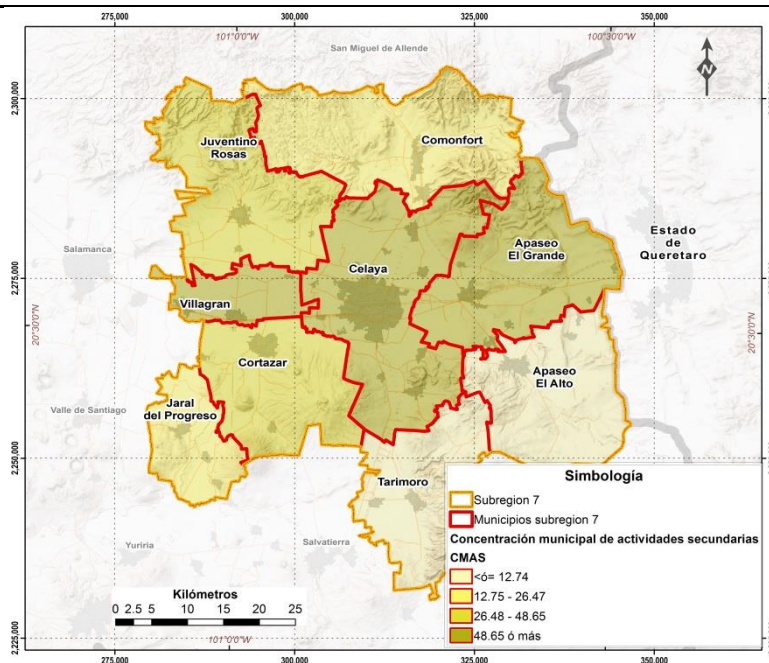 275,000
300,000
325,000
350,000
101°0'0"W
100°30'0"W
San Miguel de Allende
2,300,000
Juventino
Rosas
Comonfort
Estado
de
Queretaro
Apaseo
El Grande
Salamanca
Celaya
2,275,000
Villagran
20°30'0"N
20°30'0"N
Cortazar
Apaseo
El Alto
Jaral
del Progreso
Valle de Santiago
2,250,000
Tarimoro
Simbología
Subregion 7
Municipios subregion 7
Concentración municipal de actividades secundarias
CMAS
<ó= 12.74
12.75 - 26.47
26.48 - 48.65
48.65 ó más
Yuriria
Salvatierra
Kilómetros
0 2.5 5 10 15 20 25
2,225,000
101°0'0"W
275,000
300,000
325,000
350,000
N